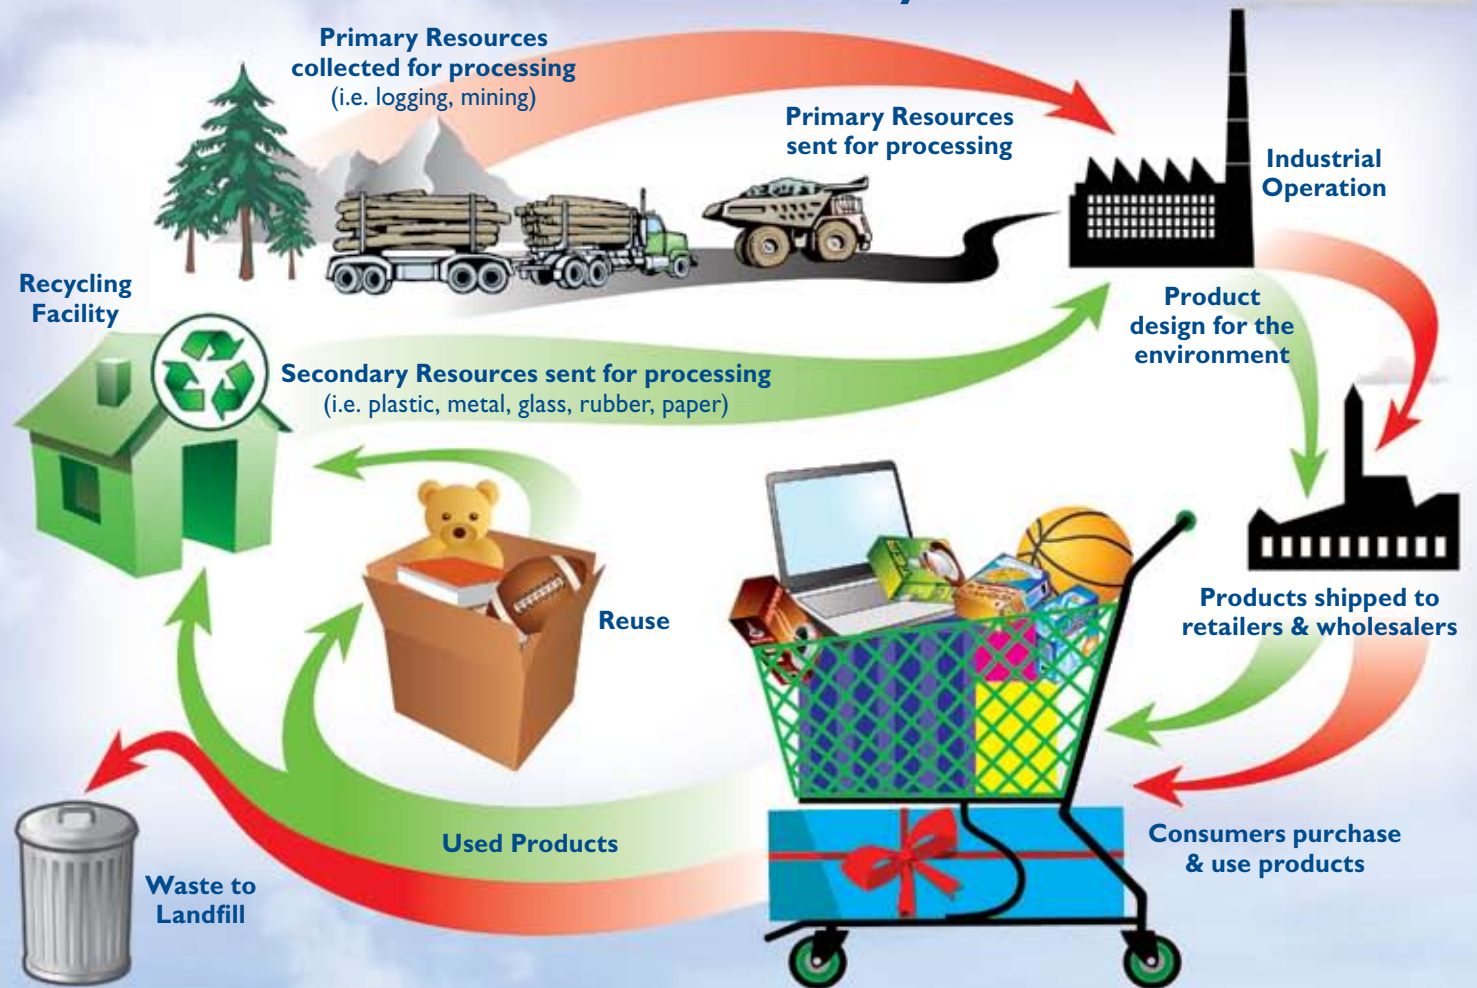 Primary Resources
collected for processing
(i.e. logging, mining)
Primary Resources
sent for processing
Industrial
Operation
Recycling
Facility
Product
design for the
environment
Secondary Resources sent for processing
(i.e. plastic, metal, glass, rubber, paper)
Reuse
Products shipped to
retailers & wholesalers
Used Products
Consumers purchase
& use products
Waste to
Landfill